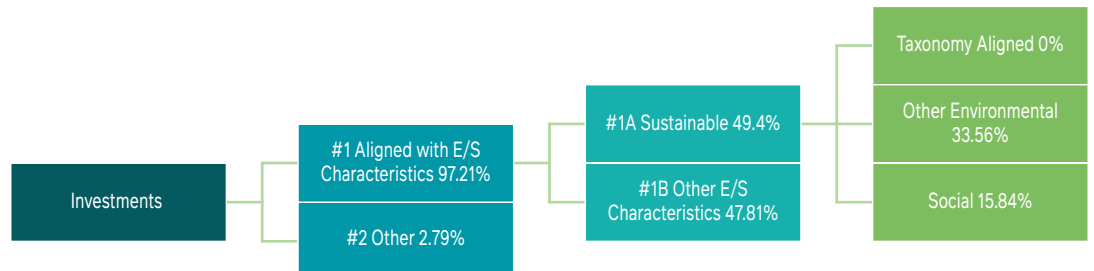 Investments
#1 Aligned with E/S
Characteristics 97.21%
#2 Other 2.79%
#1A Sustainable 49.4%
#1B Other E/S
Characteristics 47.81%
Taxonomy Aligned 0%
Other Environmental
33.56%
Social 15.84%